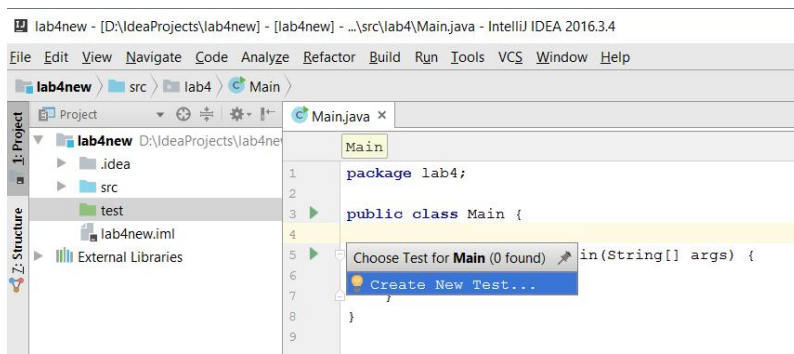 lab4new - [D:\IdeaProjects\lab4new] - [lab4new] - ...\src\lab4\Main.java - IntelliJ IDEA 2016.3.4
File Edit View Navigate Code Analyze Refactor Build Run Tools VCS Window Help
lab4new src lab4 Main
1: Project
Z: Structure
Project
lab4new D:\IdeaProjects\lab4ne
.idea
src
test
lab4new.iml
External Libraries
Main.java
Main
1 package lab4;
2
3 public class Main {
4
5 in(String[] args) {
Choose Test for Main (0 found)
Create New Test...
6
7 }
8 }
9